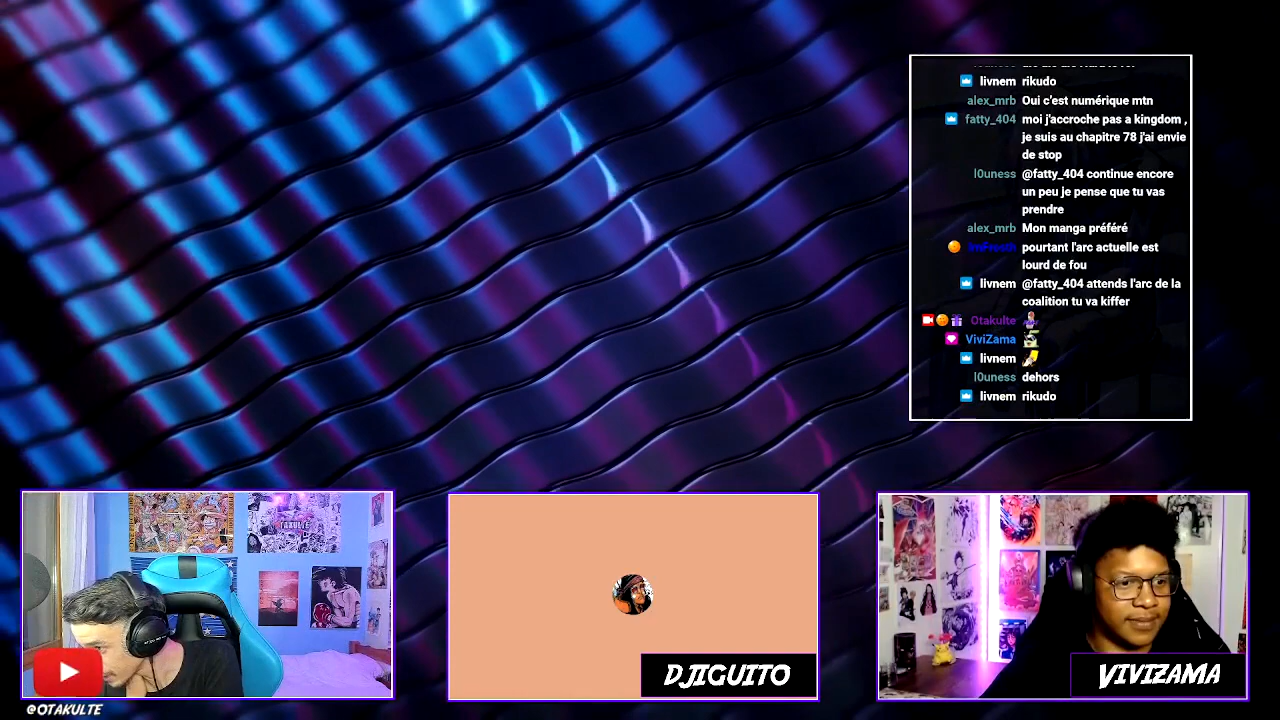 livnem rikudo
alex_mrb Oui c'est numérique mtn
fatty_404 moi j'accroche pas a kingdom ,
je suis au chapitre 78 j'ai envie
de stop
l0uness @fatty_404 continue encore
un peu je pense que tu vas
prendre
alex_mrb Mon manga préféré
pourtant l'arc actuelle est
lourd de fou
livnem @fatty_404 attends l'arc de la
coalition tu va kiffer
Otakulte
ViviZama
livnem
l0uness dehors
livnem rikudo
OTAKULTE
DJIGUITO
VIVIZAMA
@OTAKULTE